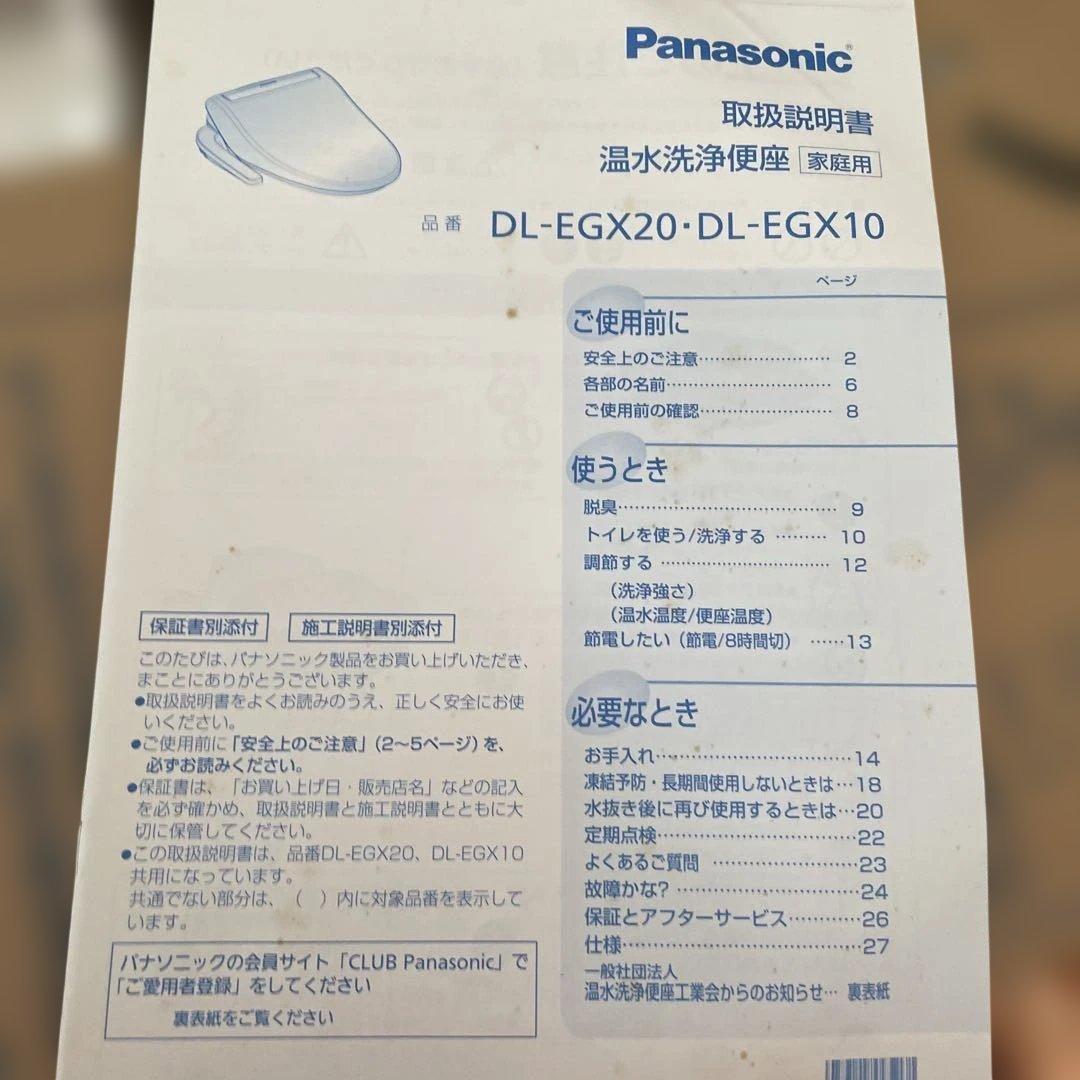 Panasonic®
取扱説明書
温水洗浄便座 家庭用
品番 DL-EGX20・DL-EGX10
ページ
ご使用前に
安全上のご注意…………………… 2
各部の名前………………………… 6
ご使用前の確認…………………… 8
使うとき
脱臭………………………………… 9
トイレを使う/洗浄する ……… 10
調節する ………………………… 12
（洗浄強さ）
（温水温度/便座温度）
節電したい（節電/8時間切） ……13
必要なとき
お手入れ……………………………14
凍結予防・長期間使用しないときは…18
水抜き後に再び使用するときは…20
定期点検……………………………22
よくあるご質問 ……………………23
故障かな? …………………………24
保証とアフターサービス…………26
仕様…………………………………27
一般社団法人
温水洗浄便座工業会からのお知らせ… 裏表紙
保証書別添付 施工説明書別添付
このたびは、パナソニック製品をお買い上げいただき、
まことにありがとうございます。
●取扱説明書をよくお読みのうえ、正しく安全にお使
いください。
●ご使用前に「安全上のご注意」（2～5ページ）を、
必ずお読みください。
●保証書は、「お買い上げ日・販売店名」などの記入
を必ず確かめ、取扱説明書と施工説明書とともに大
切に保管してください。
●この取扱説明書は、品番DL-EGX20、DL-EGX10
共用になっています。
共通でない部分は、（　）内に対象品番を表示して
います。
パナソニックの会員サイト「CLUB Panasonic」で
「ご愛用者登録」をしてください
裏表紙をご覧ください